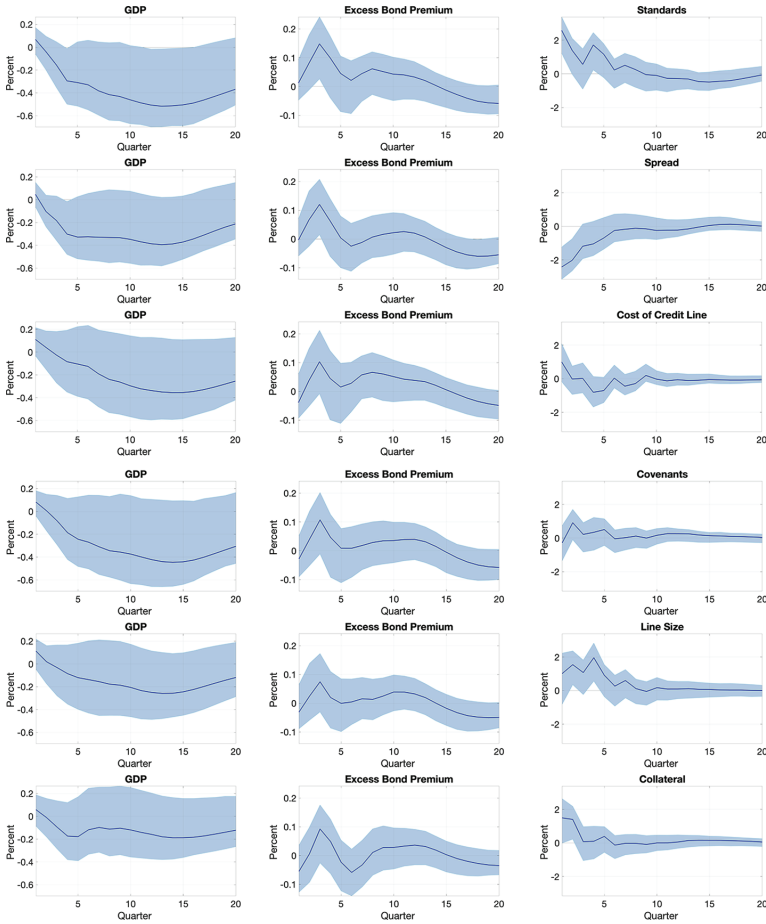 GDP Excess Bond Premium Standards
Percent 0.2 0 -0.2 -0.4 -0.6 Percent 0.2 0.1 0 -0.1 Percent 2 0 -2
5 10 15 20 5 10 15 20 5 10 15 20
Quarter Quarter Quarter
GDP Excess Bond Premium Spread
Percent 0.2 0 -0.2 -0.4 -0.6 Percent 0.2 0.1 0 -0.1 Percent 2 0 -2
5 10 15 20 5 10 15 20 5 10 15 20
Quarter Quarter Quarter
GDP Excess Bond Premium Cost of Credit Line
Percent 0.2 0 -0.2 -0.4 -0.6 Percent 0.2 0.1 0 -0.1 Percent 2 0 -2
5 10 15 20 5 10 15 20 5 10 15 20
Quarter Quarter Quarter
GDP Excess Bond Premium Covenants
Percent 0.2 0 -0.2 -0.4 -0.6 Percent 0.2 0.1 0 -0.1 Percent 2 0 -2
5 10 15 20 5 10 15 20 5 10 15 20
Quarter Quarter Quarter
GDP Excess Bond Premium Line Size
Percent 0.2 0 -0.2 -0.4 -0.6 Percent 0.2 0.1 0 -0.1 Percent 2 0 -2
5 10 15 20 5 10 15 20 5 10 15 20
Quarter Quarter Quarter
GDP Excess Bond Premium Collateral
Percent 0.2 0 -0.2 -0.4 -0.6 Percent 0.2 0.1 0 -0.1 Percent 2 0 -2
5 10 15 20 5 10 15 20 5 10 15 20
Quarter Quarter Quarter